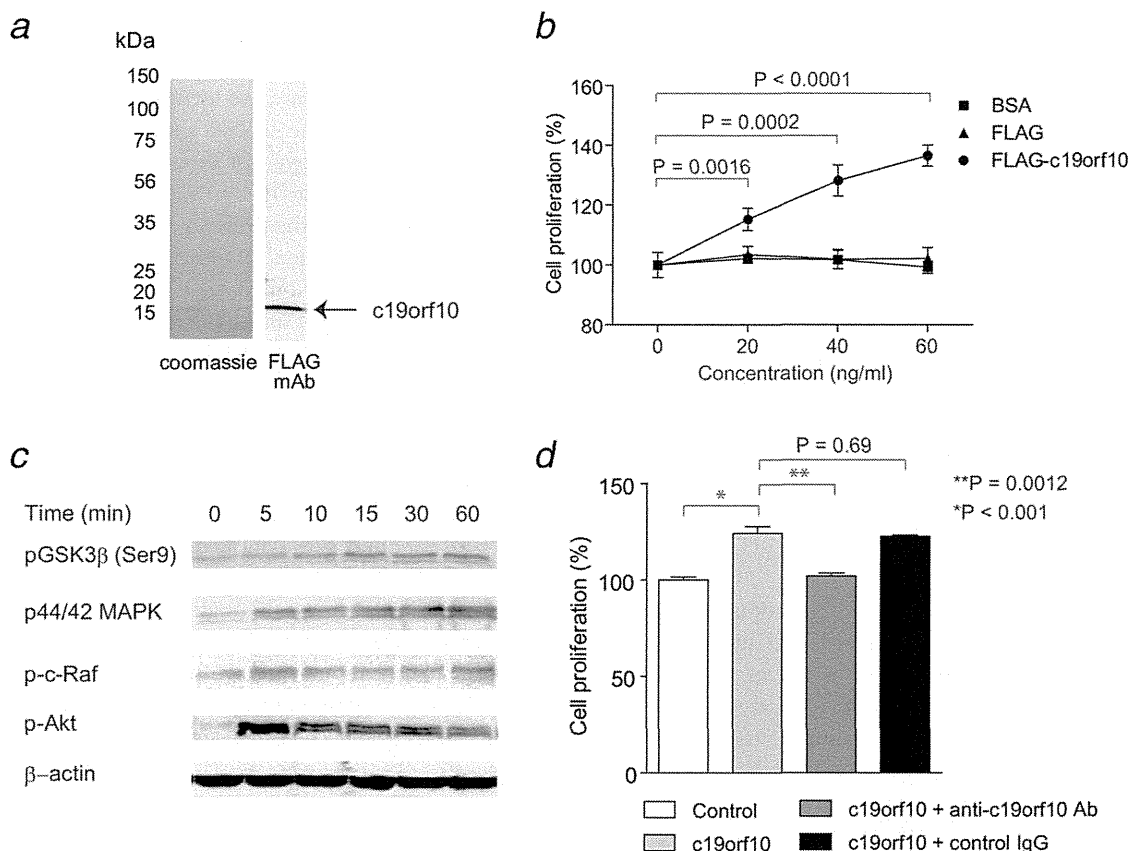 a
kDa
150
100
75
56
35
25
20
15
c19orf10
coomassie
FLAG
mAb
b
P < 0.0001
P = 0.0002
P = 0.0016
160
140
120
100
80
Cell proliferation (%)
0
20
40
60
Concentration (ng/ml)
BSA
FLAG
FLAG-c19orf10
c
Time (min) 0 5 10 15 30 60
pGSK3β (Ser9)
p44/42 MAPK
p-c-Raf
p-Akt
β–actin
d
P = 0.69
*
**
**P = 0.0012
*P < 0.001
150
100
50
0
Cell proliferation (%)
Control
c19orf10
c19orf10 + anti-c19orf10 Ab
c19orf10 + control IgG